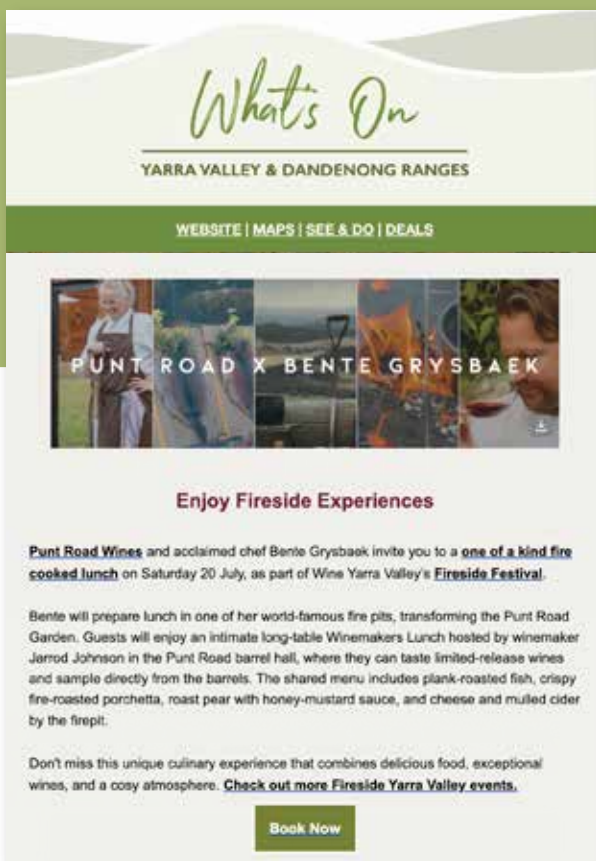 What's On
YARRA VALLEY & DANDENONG RANGES
WEBSITE | MAPS | SEE & DO | DEALS
PUNT ROAD X BENTE GRYSBAEK
Enjoy Fireside Experiences
Punt Road Wines and acclaimed chef Bente Grysbaek invite you to a one of a kind fire
cooked lunch on Saturday 20 July, as part of Wine Yarra Valley's Fireside Festival.
Bente will prepare lunch in one of her world-famous fire pits, transforming the Punt Road
Garden. Guests will enjoy an intimate long-table Winemakers Lunch hosted by winemaker
Jarrod Johnson in the Punt Road barrel hall, where they can taste limited-release wines
and sample directly from the barrels. The shared menu includes plank-roasted fish, crispy
fire-roasted porchetta, roast pear with honey-mustard sauce, and cheese and mulled cider
by the firepit.
Don't miss this unique culinary experience that combines delicious food, exceptional
wines, and a cosy atmosphere. Check out more Fireside Yarra Valley events.
Book Now